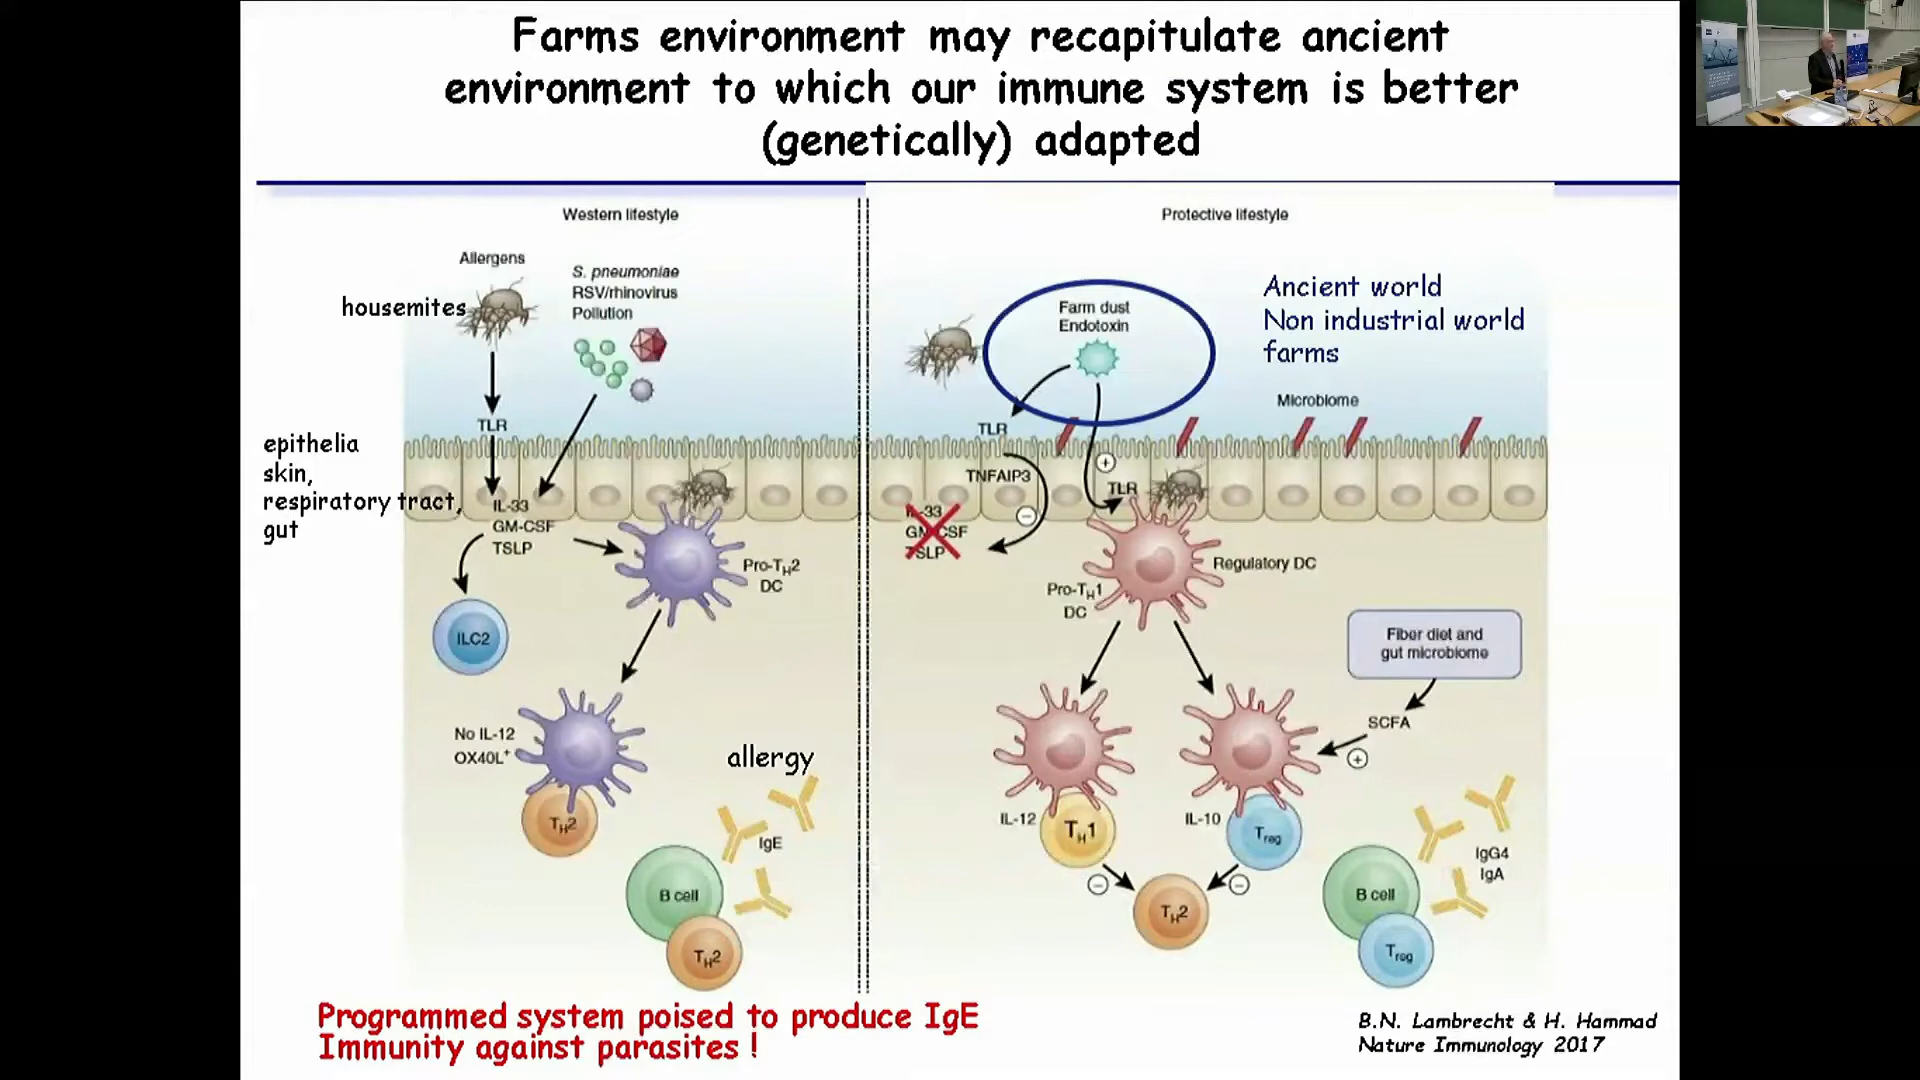 Farms environment may recapitulate ancient
environment to which our immune system is better
(genetically) adapted
Western lifestyle
Allergens
housemites
S. pneumoniae
RSV/rhinovirus
Pollution
TLR
epithelia
skin,
respiratory tract,
gut
IL-33
GM-CSF
TSLP
Pro-TH2
DC
ILC2
No IL-12
OX40L+
TH2
allergy
IgE
B cell
TH2
Protective lifestyle
Farm dust
Endotoxin
Ancient world
Non industrial world
farms
Microbiome
TLR
TNFAIP3
+
TLR
−
IL-33
GM-CSF
TSLP
Regulatory DC
Pro-TH1
DC
Fiber diet and
gut microbiome
SCFA
+
IL-12
TH1
IL-10
Treg
−
−
TH2
IgG4
IgA
B cell
Treg
Programmed system poised to produce IgE
Immunity against parasites !
B.N. Lambrecht & H. Hammad
Nature Immunology 2017